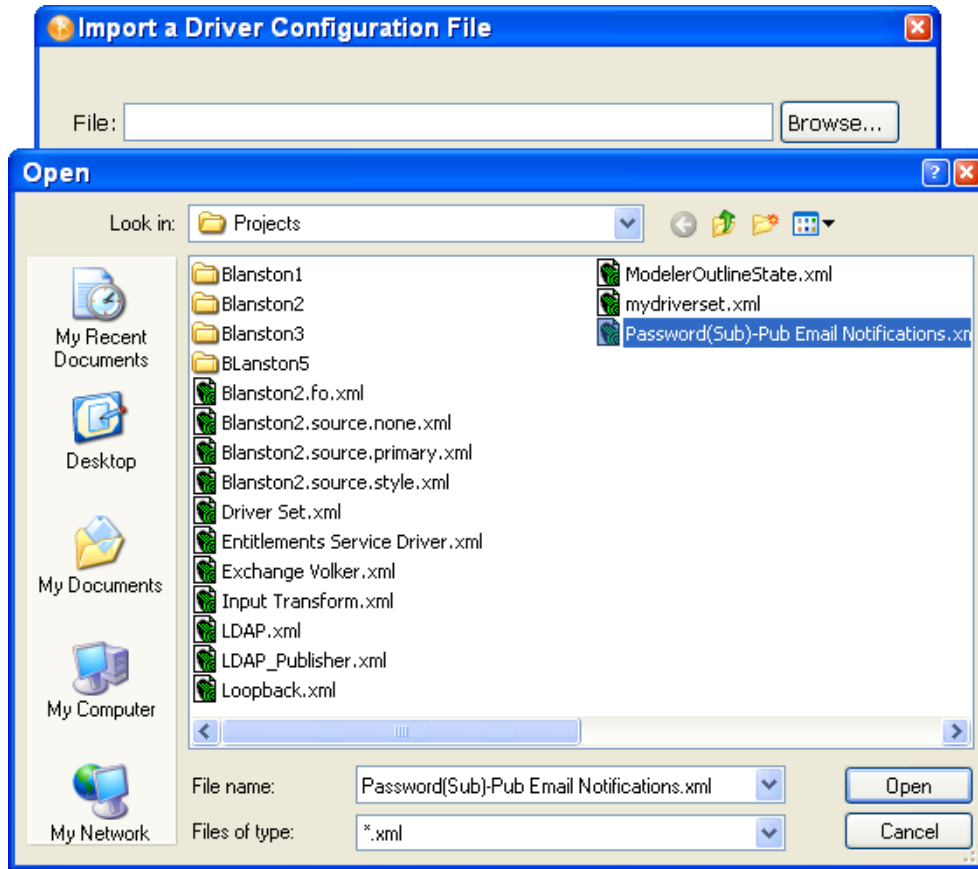 Import a Driver Configuration File
File:
Browse...
Open
Look in:
Projects
My Recent
Documents
Desktop
My Documents
My Computer
My Network
Blanston1
Blanston2
Blanston3
BLanston5
Blanston2.fo.xml
Blanston2.source.none.xml
Blanston2.source.primary.xml
Blanston2.source.style.xml
Driver Set.xml
Entitlements Service Driver.xml
Exchange Volker.xml
Input Transform.xml
LDAP.xml
LDAP_Publisher.xml
Loopback.xml
ModelerOutlineState.xml
mydriverset.xml
Password(Sub)-Pub Email Notifications.xm
File name:
Password(Sub)-Pub Email Notifications.xml
Open
Files of type:
*.xml
Cancel